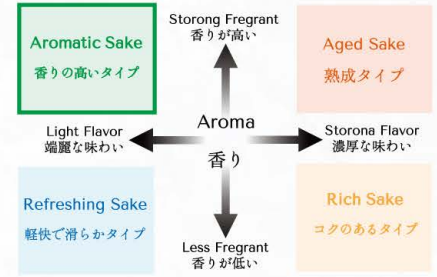 Storong Fregrant
香りが高い
Aromatic Sake
香りの高いタイプ
Aged Sake
熟成タイプ
Aroma
香り
Light Flavor
端麗な味わい
Storona Flavor
濃厚な味わい
Refreshing Sake
軽快で滑らかタイプ
Rich Sake
コクのあるタイプ
Less Fregrant
香りが低い